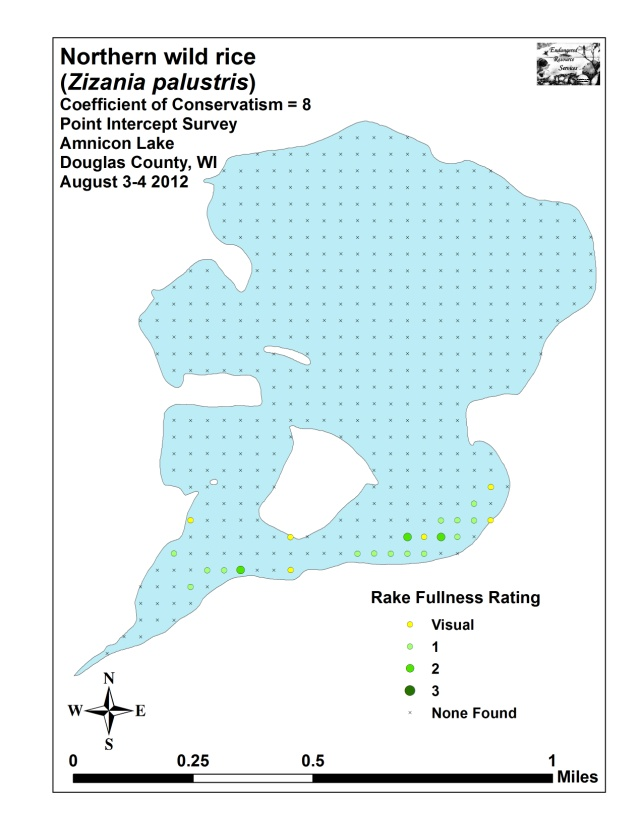 Northern wild rice
(Zizania palustris)
Coefficient of Conservatism = 8
Point Intercept Survey
Amnicon Lake
Douglas County, WI
August 3-4 2012
Endangered
Resource
Services
Rake Fullness Rating
Visual
1
2
3
None Found
N
W E
S
0 0.25 0.5 1
Miles